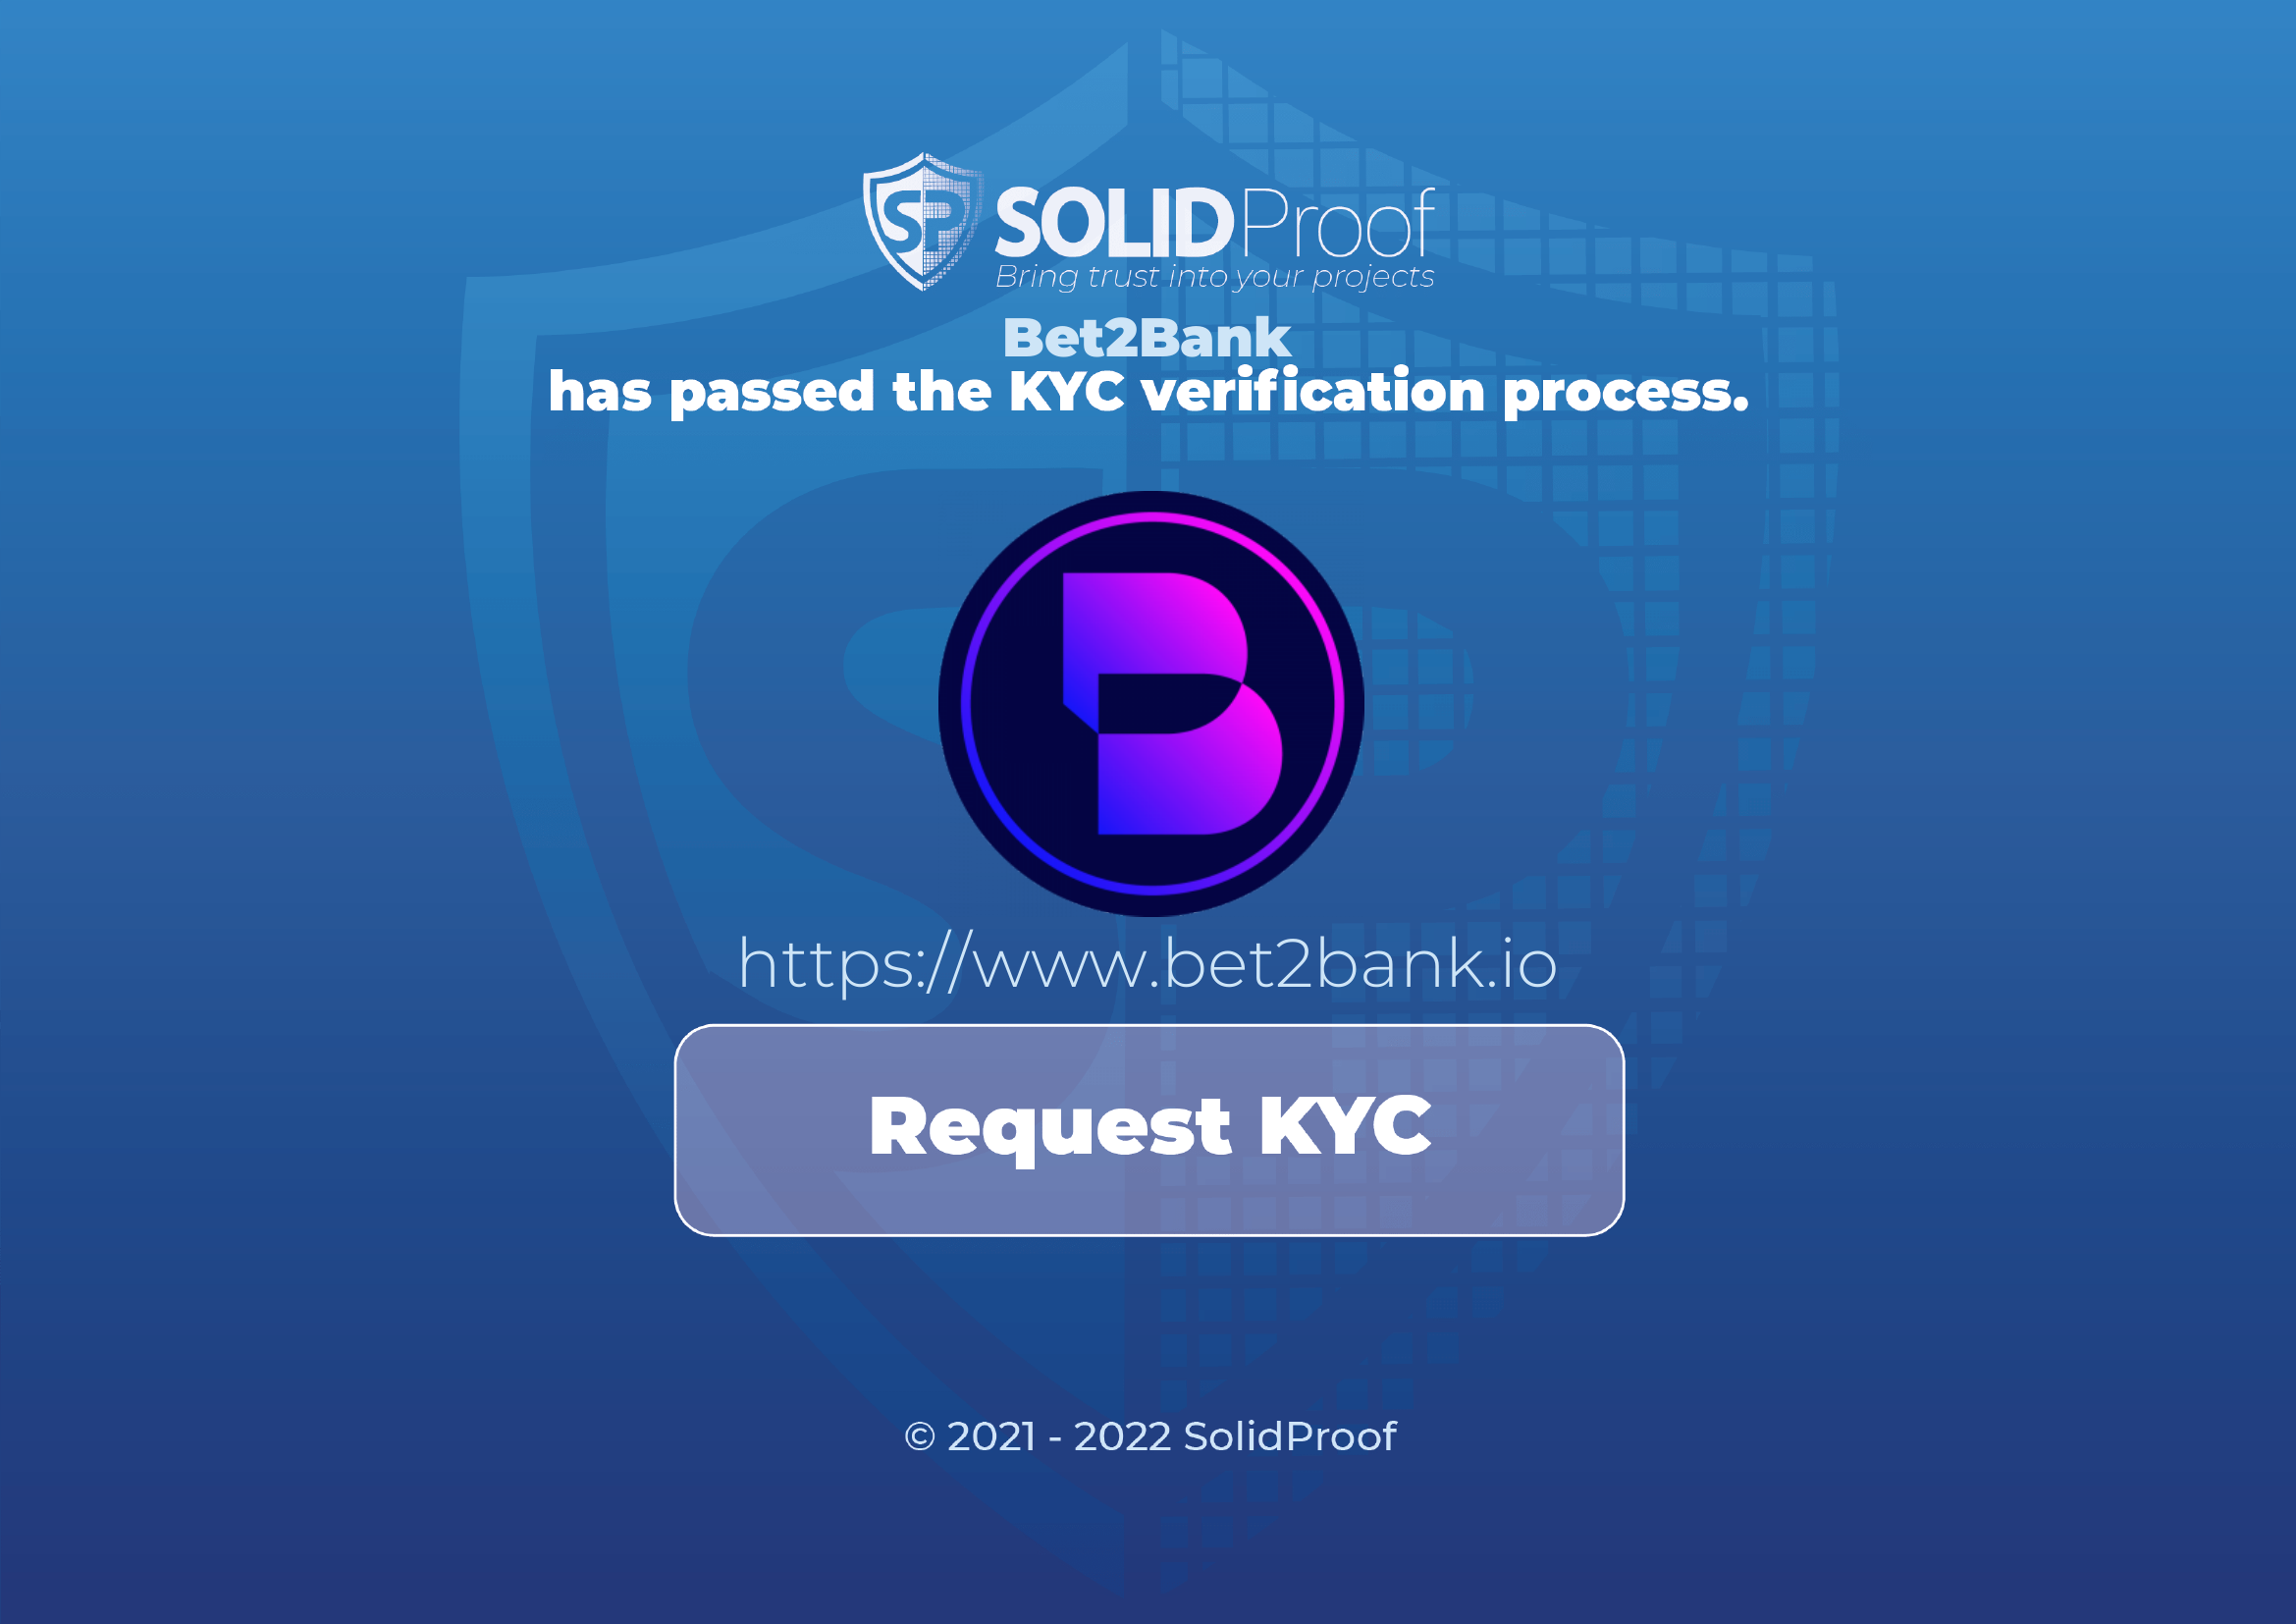 SP SOLIDProof
Bring trust into your projects
Bet2Bank
has passed the KYC verification process.
B
https://www.bet2bank.io
Request KYC
© 2021 - 2022 SolidProof